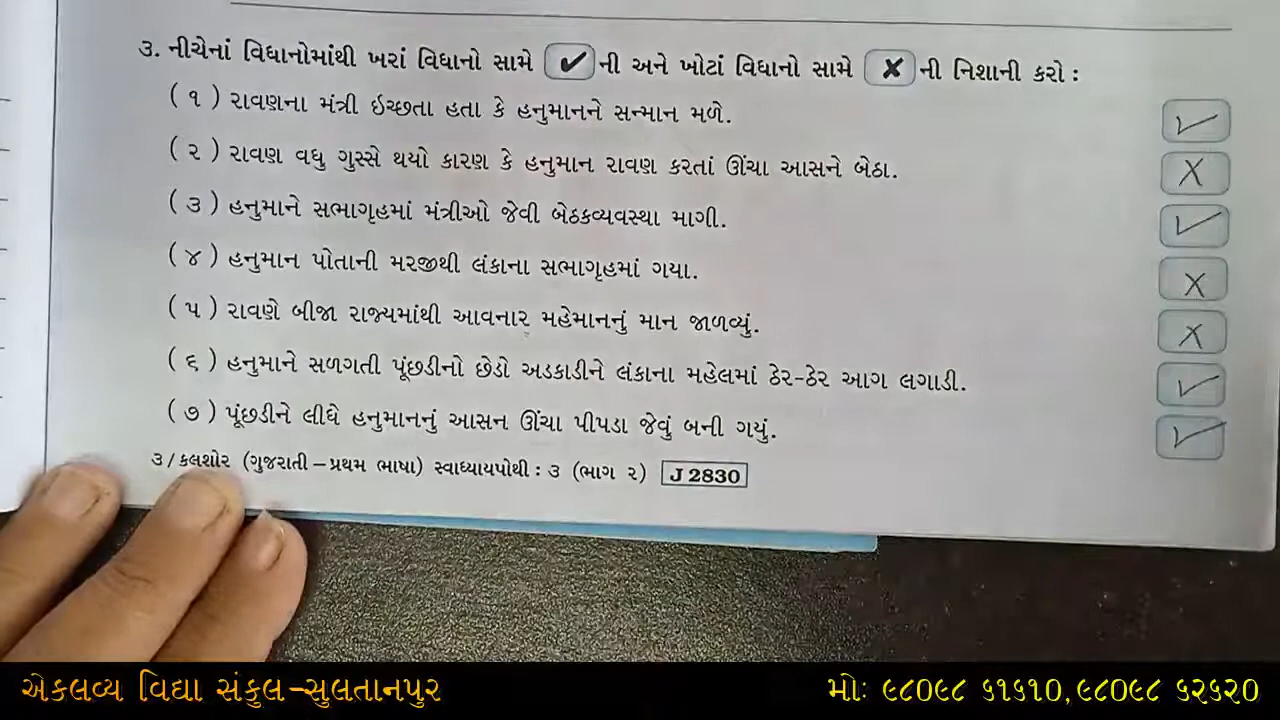 ૩. નીચેનાં વિધાનોમાંથી ખરાં વિધાનો સામે ✔ ની અને ખોટાં વિધાનો સામે ✘ ની નિશાની કરો :
(૧) રાવણના મંત્રી ઇચ્છતા હતા કે હનુમાનને સન્માન મળે. ✓
(૨) રાવણ વધુ ગુસ્સે થયો કારણ કે હનુમાન રાવણ કરતાં ઊંચા આસને બેઠા. X
(૩) હનુમાને સભાગૃહમાં મંત્રીઓ જેવી બેઠકવ્યવસ્થા માગી. ✓
(૪) હનુમાન પોતાની મરજીથી લંકાના સભાગૃહમાં ગયા. X
(૫) રાવણે બીજા રાજ્યમાંથી આવનાર મહેમાનનું માન જાળવ્યું. X
(૬) હનુમાને સળગતી પૂંછડીનો છેડો અડકાડીને લંકાના મહેલમાં ઠેર-ઠેર આગ લગાડી. ✓
(૭) પૂંછડીને લીધે હનુમાનનું આસન ઊંચા પીપડા જેવું બની ગયું. ✓
૩/કલશોર (ગુજરાતી – પ્રથમ ભાષા) સ્વાધ્યાયપોથી : ૩ (ભાગ ૨) J 2830
એકલવ્ય વિદ્યા સંકુલ-સુલતાનપુર મોઃ ૯૮૦૯૮ ૬૧૬૧૦,૯૮૦૯૮ ૬૨૬૨૦